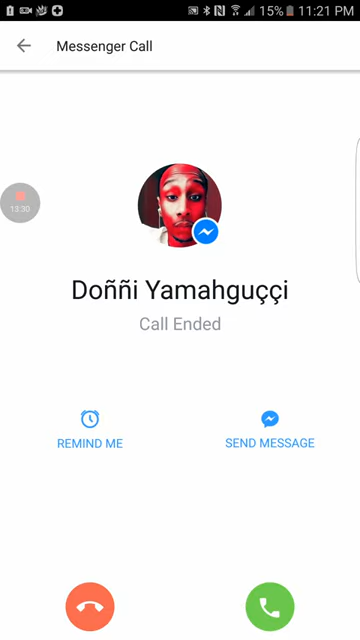 15% 11:21 PM
Messenger Call
13:30
Doññi Yamahguççi
Call Ended
REMIND ME
SEND MESSAGE